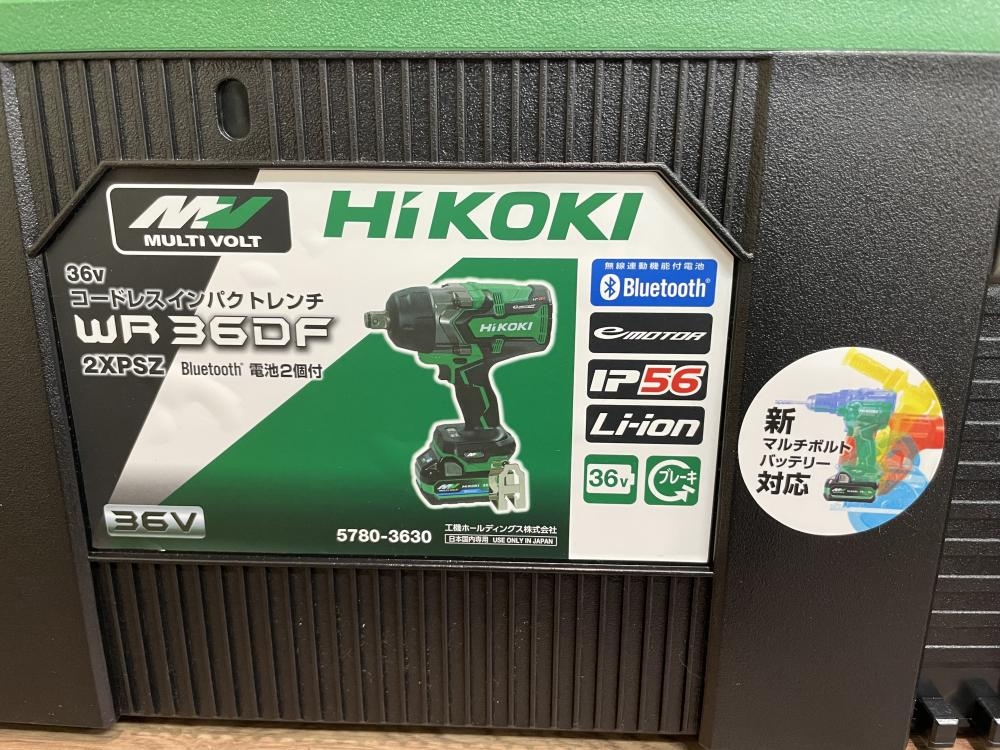 MV
MULTI VOLT
HiKOKI
36v
コードレスインパクトレンチ
WR 36DF
2XPSZ Bluetooth® 電池2個付
36V
HiKOKI
IP56
MV
HiKOKI
5780-3630
工機ホールディングス株式会社
日本国内専用 USE ONLY IN JAPAN
無線連動機能付電池
Bluetooth®
e MOTOR
IP56
Li-ion
36v
ブレーキ
新
マルチボルト
バッテリー
対応
HiKOKI